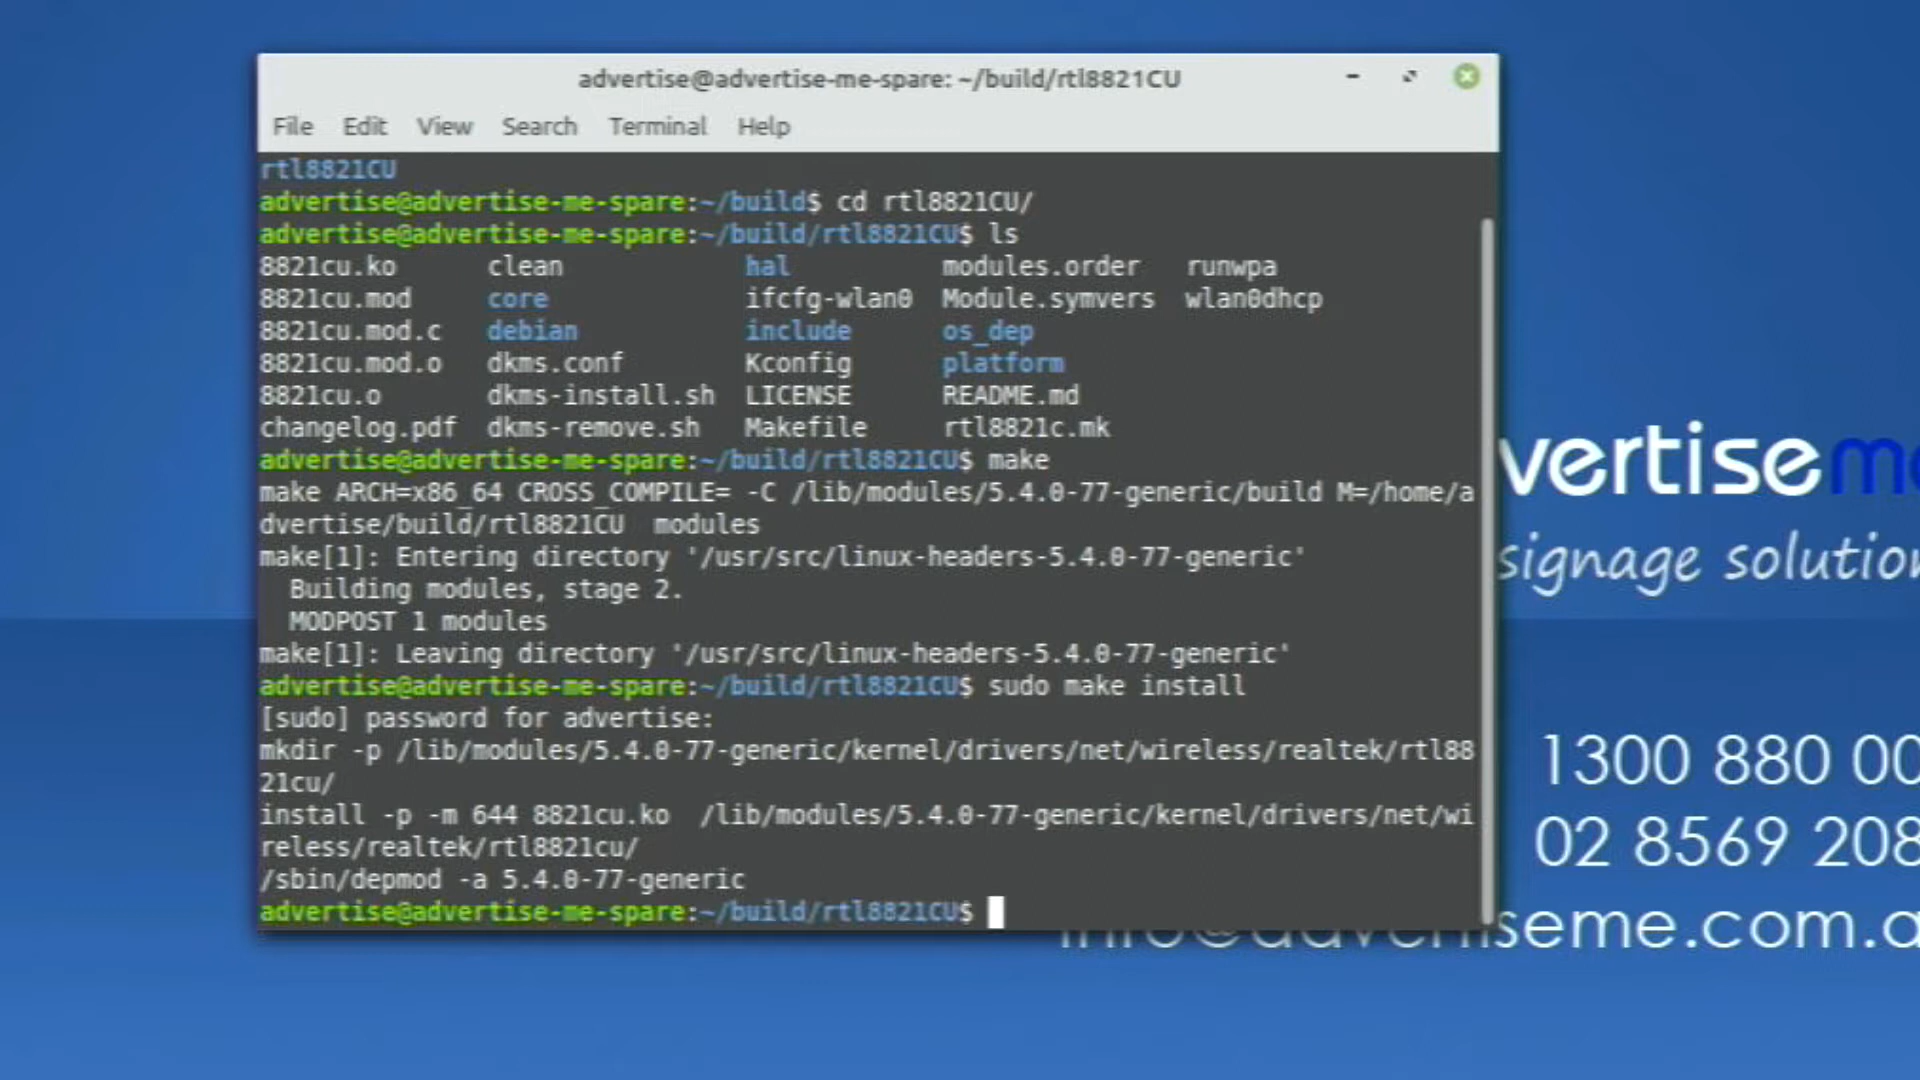 advertise@advertise-me-spare: ~/build/rtl8821CU
File Edit View Search Terminal Help
rtl8821CU
advertise@advertise-me-spare:~/build$ cd rtl8821CU/
advertise@advertise-me-spare:~/build/rtl8821CU$ ls
8821cu.ko clean hal modules.order runwpa
8821cu.mod core ifcfg-wlan0 Module.symvers wlan0dhcp
8821cu.mod.c debian include os_dep
8821cu.mod.o dkms.conf Kconfig platform
8821cu.o dkms-install.sh LICENSE README.md
changelog.pdf dkms-remove.sh Makefile rtl8821c.mk
advertise@advertise-me-spare:~/build/rtl8821CU$ make
make ARCH=x86_64 CROSS_COMPILE= -C /lib/modules/5.4.0-77-generic/build M=/home/a
dvertise/build/rtl8821CU modules
make[1]: Entering directory '/usr/src/linux-headers-5.4.0-77-generic'
Building modules, stage 2.
MODPOST 1 modules
make[1]: Leaving directory '/usr/src/linux-headers-5.4.0-77-generic'
advertise@advertise-me-spare:~/build/rtl8821CU$ sudo make install
[sudo] password for advertise:
mkdir -p /lib/modules/5.4.0-77-generic/kernel/drivers/net/wireless/realtek/rtl88
21cu/
install -p -m 644 8821cu.ko /lib/modules/5.4.0-77-generic/kernel/drivers/net/wi
reless/realtek/rtl8821cu/
/sbin/depmod -a 5.4.0-77-generic
advertise@advertise-me-spare:~/build/rtl8821CU$
vertise m
signage solution
1300 880 00
02 8569 208
info@advertiseme.com.a